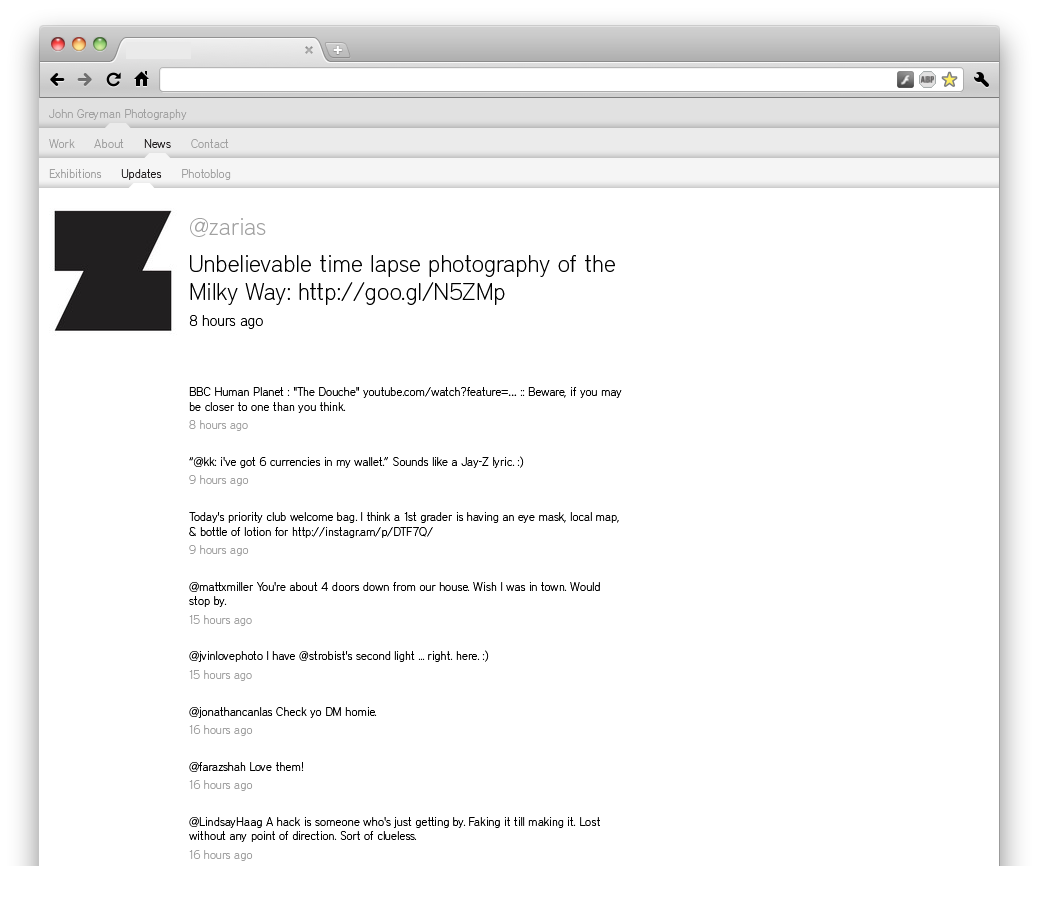 ABP
John Greyman Photography
Work About News Contact
Exhibitions Updates Photoblog
@zarias
Unbelievable time lapse photography of the
Milky Way: http://goo.gl/N5ZMp
8 hours ago
BBC Human Planet : "The Douche" youtube.com/watch?feature=... :: Beware, if you may
be closer to one than you think.
8 hours ago
“@kk: i've got 6 currencies in my wallet.” Sounds like a Jay-Z lyric. :)
9 hours ago
Today's priority club welcome bag. I think a 1st grader is having an eye mask, local map,
& bottle of lotion for http://instagr.am/p/DTF7Q/
9 hours ago
@mattxmiller You're about 4 doors down from our house. Wish I was in town. Would
stop by.
15 hours ago
@jvinlovephoto I have @strobist's second light ... right. here. :)
15 hours ago
@jonathancanlas Check yo DM homie.
16 hours ago
@farazshah Love them!
16 hours ago
@LindsayHaag A hack is someone who's just getting by. Faking it till making it. Lost
without any point of direction. Sort of clueless.
16 hours ago